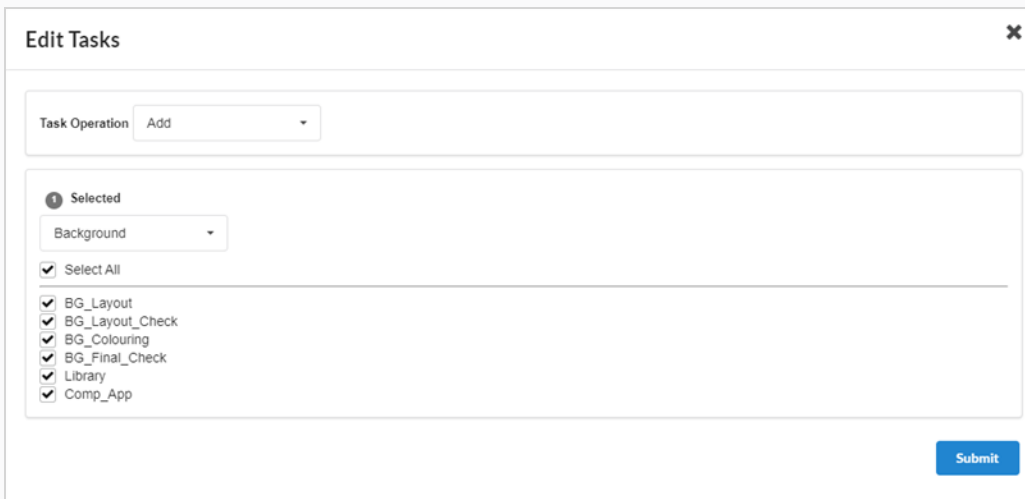 Edit Tasks
Task Operation Add
1 Selected
Background
Select All
BG_Layout
BG_Layout_Check
BG_Colouring
BG_Final_Check
Library
Comp_App
Submit